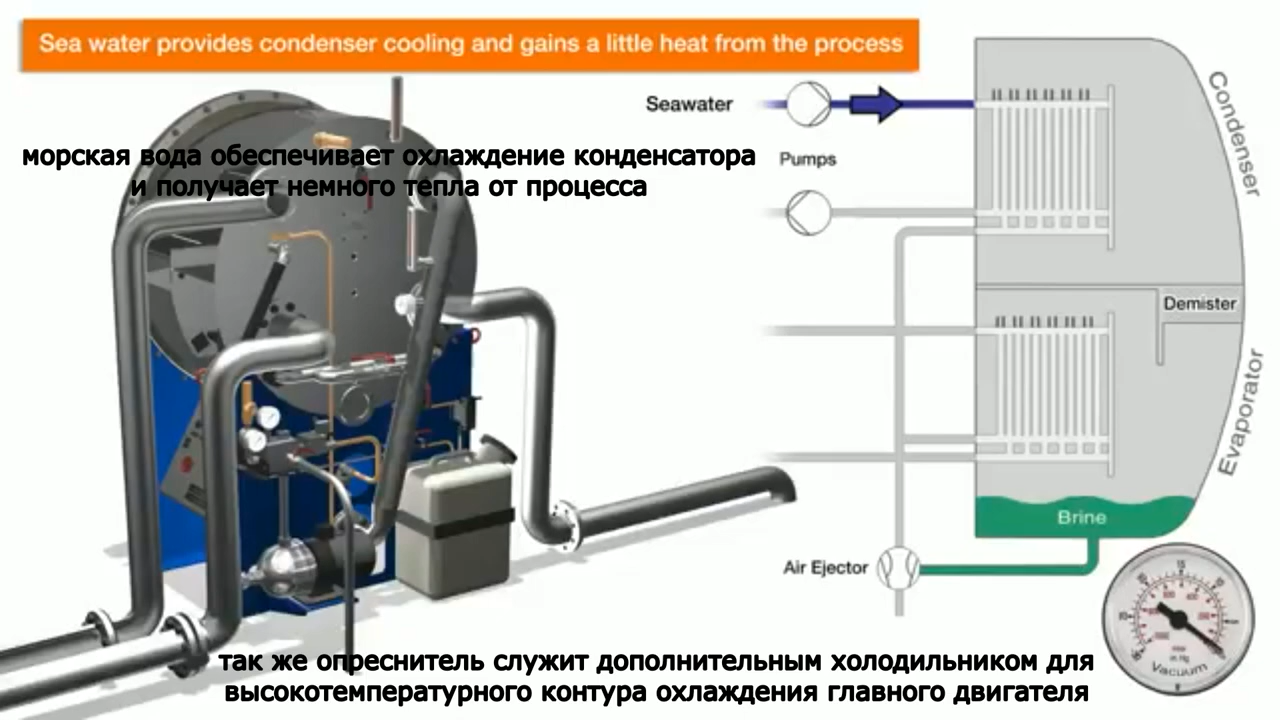 Sea water provides condenser cooling and gains a little heat from the process
Seawater
морская вода обеспечивает охлаждение конденсатора
и получает немного тепла от процесса
Pumps
Condenser
Demister
Evaporator
Brine
Air Ejector
Vacuum
так же опреснитель служит дополнительным холодильником для
высокотемпературного контура охлаждения главного двигателя